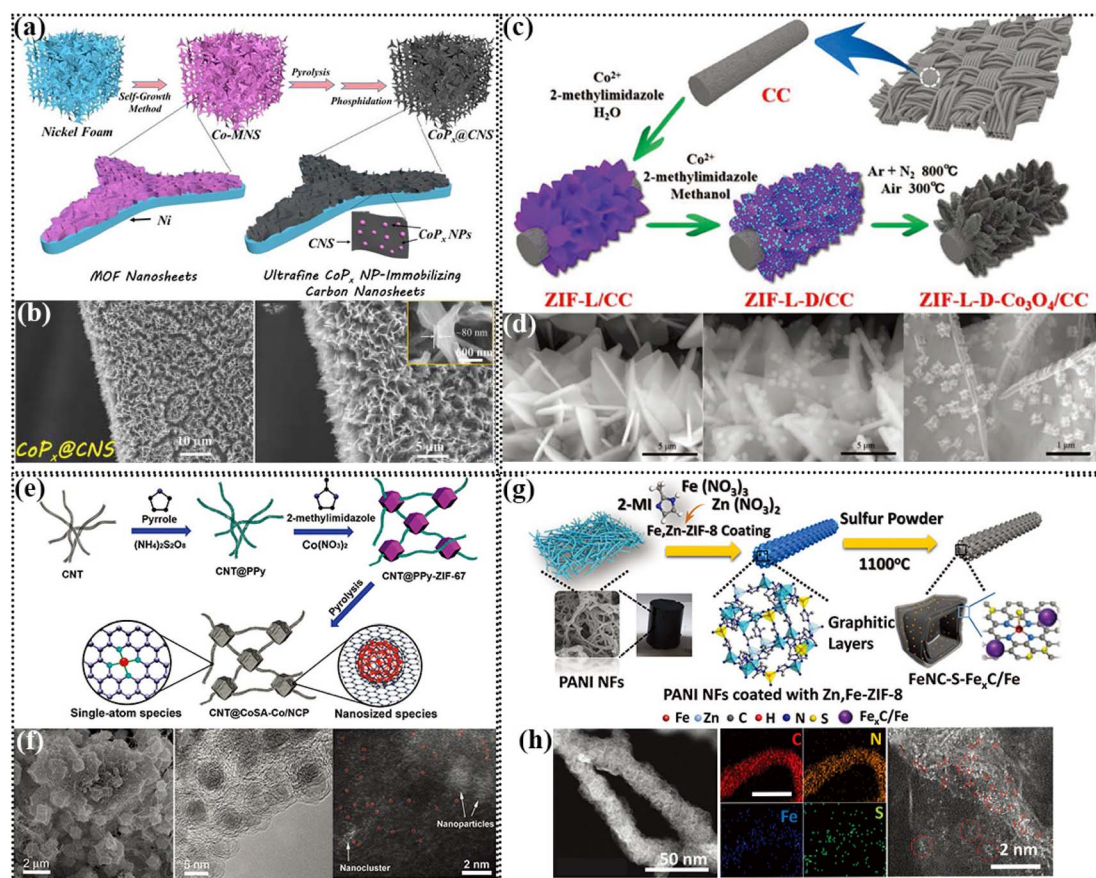 (a)
Nickel Foam
Self-Growth
Method
Co-MNS
Pyrolysis
Phosphidation
CoPₓ@CNS
Ni
CNS
CoPₓ NPs
MOF Nanosheets
Ultrafine CoPₓ NP-Immobilizing
Carbon Nanosheets
(b)
CoPₓ@CNS
10 μm
5 μm
~80 nm
(c)
CC
Co²⁺
2-methylimidazole
H₂O
Co²⁺
2-methylimidazole
Methanol
Ar + N₂ 800℃
Air 300℃
ZIF-L/CC
ZIF-L-D/CC
ZIF-L-D-Co₃O₄/CC
(d)
5 μm
5 μm
1 μm
(e)
CNT
Pyrrole
(NH4)₂S₂O₈
CNT@PPy
2-methylimidazole
Co(NO₃)₂
CNT@PPy-ZIF-67
Pyrolysis
Single-atom species
CNT@CoSA-Co/NCP
Nanosized species
(f)
2 μm
5 nm
Nanoparticles
Nanocluster
2 nm
(g)
2-MI
Fe (NO₃)₃
Zn (NO₃)₂
Fe,Zn-ZIF-8 Coating
Sulfur Powder
1100°C
PANI NFs
Graphitic
Layers
FeNC-S-FeₓC/Fe
PANI NFs coated with Zn,Fe-ZIF-8
Fe Zn C H N S FeₓC/Fe
(h)
50 nm
C
N
Fe
S
2 nm